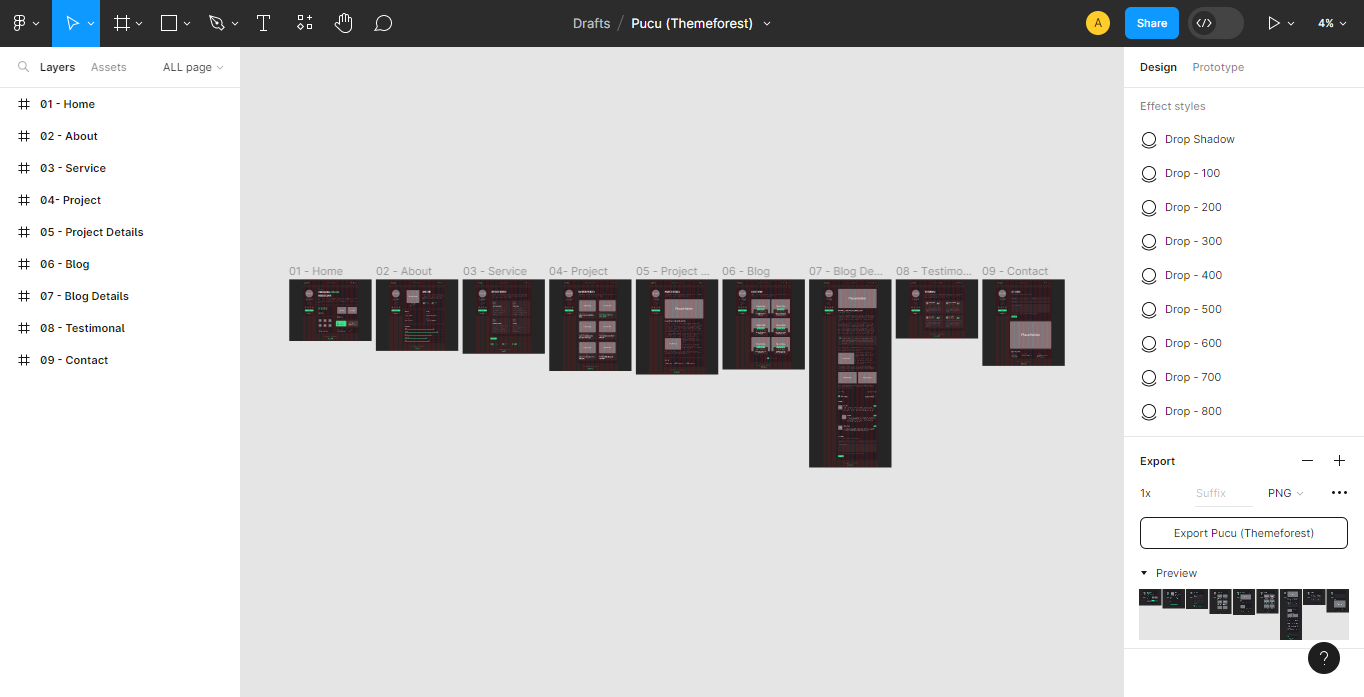 Drafts / Pucu (Themeforest)
A
Share
4%
Layers
Assets
ALL page
01 - Home
02 - About
03 - Service
04- Project
05 - Project Details
06 - Blog
07 - Blog Details
08 - Testimonal
09 - Contact
01 - Home
02 - About
03 - Service
04- Project
05 - Project ...
06 - Blog
07 - Blog De...
08 - Testimo...
09 - Contact
Design
Prototype
Effect styles
Drop Shadow
Drop - 100
Drop - 200
Drop - 300
Drop - 400
Drop - 500
Drop - 600
Drop - 700
Drop - 800
Export
1x
Suffix
PNG
Export Pucu (Themeforest)
Preview
?